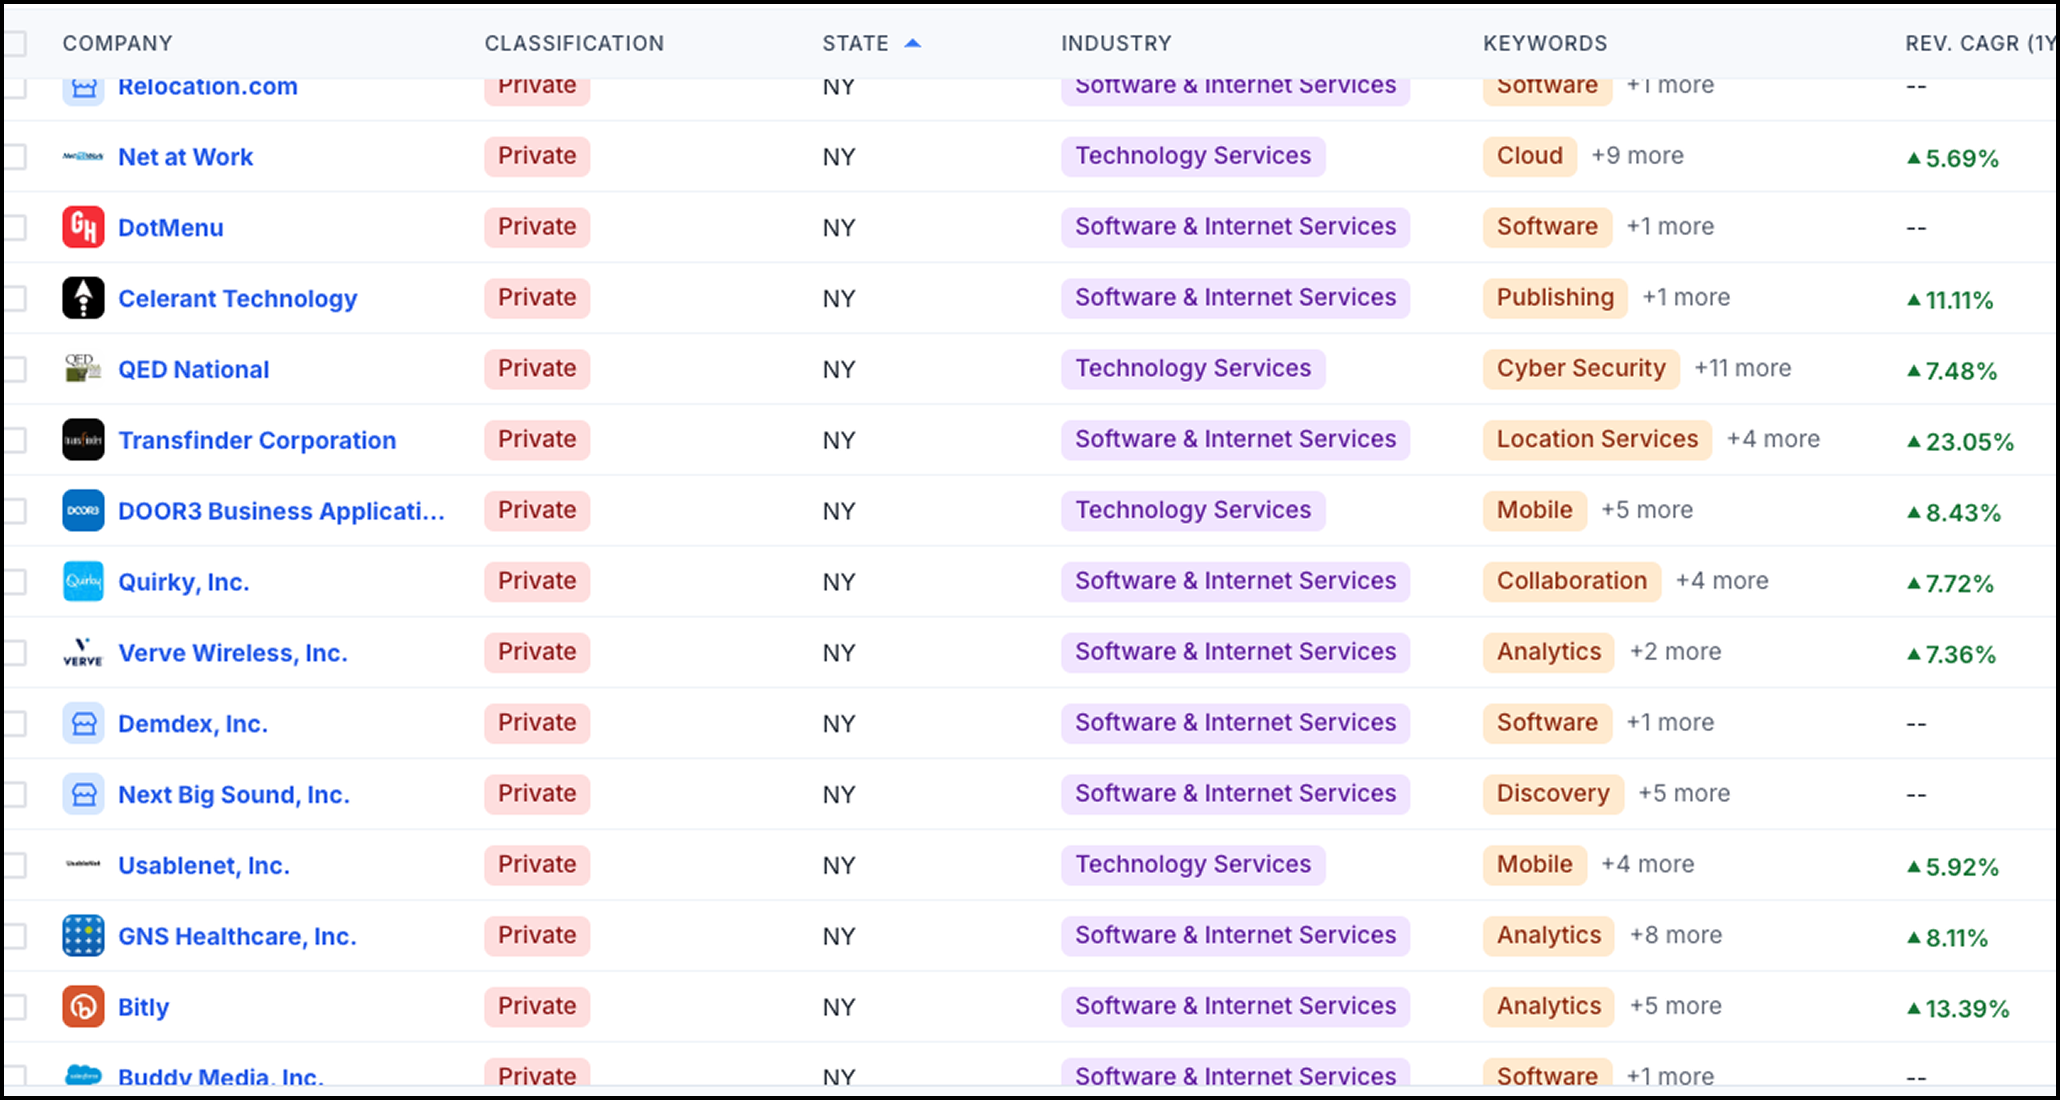 COMPANY CLASSIFICATION STATE INDUSTRY KEYWORDS REV. CAGR (1Y
Relocation.com Private NY Software & Internet Services Software +1 more --
Net at Work Private NY Technology Services Cloud +9 more 5.69%
GH DotMenu Private NY Software & Internet Services Software +1 more --
Celerant Technology Private NY Software & Internet Services Publishing +1 more 11.11%
QED QED National Private NY Technology Services Cyber Security +11 more 7.48%
transfinder Transfinder Corporation Private NY Software & Internet Services Location Services +4 more 23.05%
DOOR3 DOOR3 Business Applicati... Private NY Technology Services Mobile +5 more 8.43%
Quirky Quirky, Inc. Private NY Software & Internet Services Collaboration +4 more 7.72%
VERVE Verve Wireless, Inc. Private NY Software & Internet Services Analytics +2 more 7.36%
Demdex, Inc. Private NY Software & Internet Services Software +1 more --
Next Big Sound, Inc. Private NY Software & Internet Services Discovery +5 more --
UsableNet Usablenet, Inc. Private NY Technology Services Mobile +4 more 5.92%
GNS Healthcare, Inc. Private NY Software & Internet Services Analytics +8 more 8.11%
Bitly Private NY Software & Internet Services Analytics +5 more 13.39%
salesforce Buddy Media, Inc. Private NY Software & Internet Services Software +1 more --